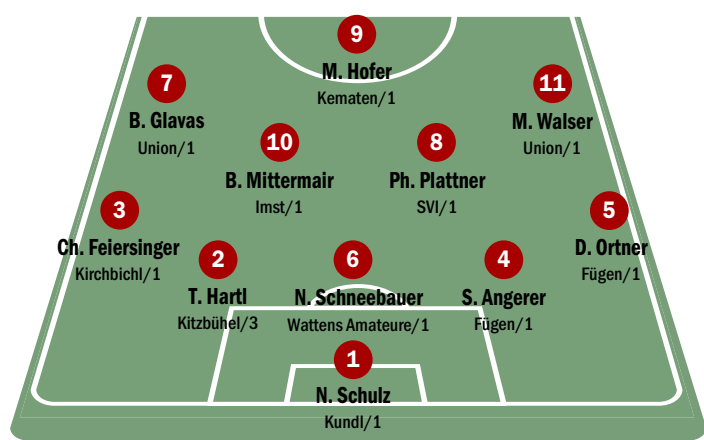 9
M. Hofer
Kematen/1
7
B. Glavas
Union/1
11
M. Walser
Union/1
10
B. Mittermair
Imst/1
8
Ph. Plattner
SVI/1
3
Ch. Feiersinger
Kirchbichl/1
5
D. Ortner
Fügen/1
2
T. Hartl
Kitzbühel/3
6
N. Schneebauer
Wattens Amateure/1
4
S. Angerer
Fügen/1
1
N. Schulz
Kundl/1